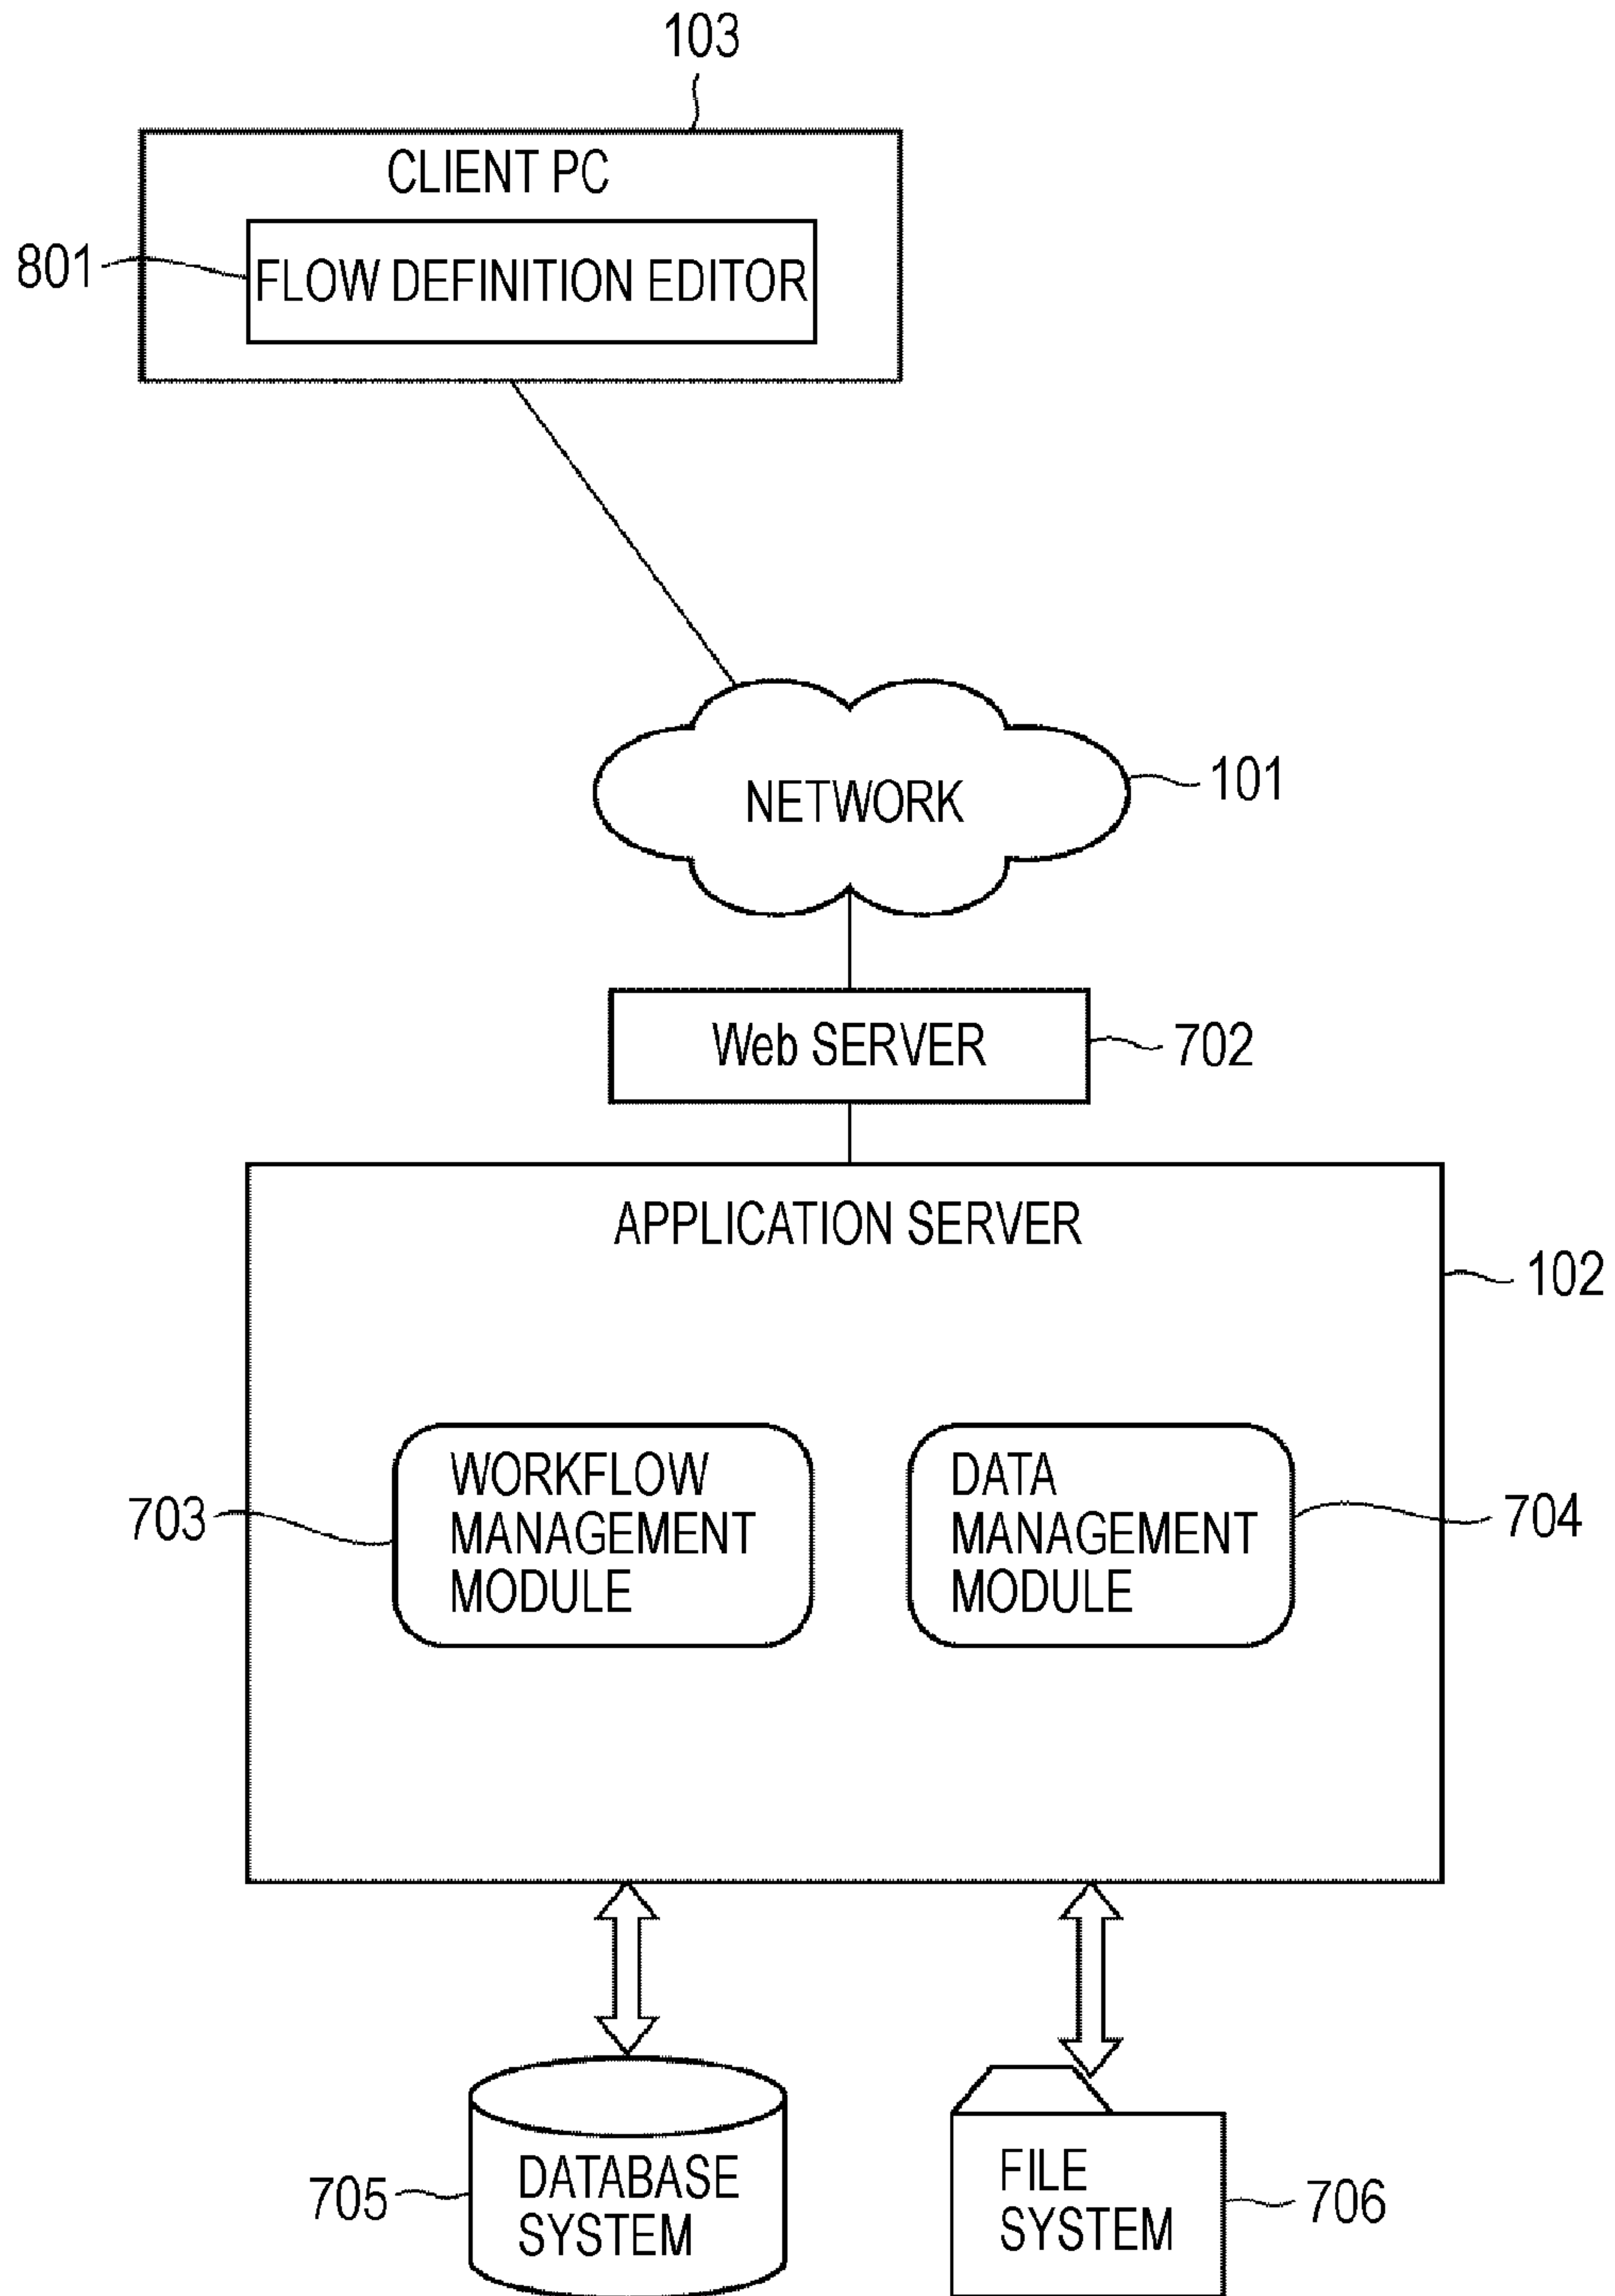 103
CLIENT PC
801
FLOW DEFINITION EDITOR
NETWORK
101
Web SERVER
702
APPLICATION SERVER
102
WORKFLOW
MANAGEMENT
MODULE
703
DATA
MANAGEMENT
MODULE
704
DATABASE
SYSTEM
705
FILE
SYSTEM
706